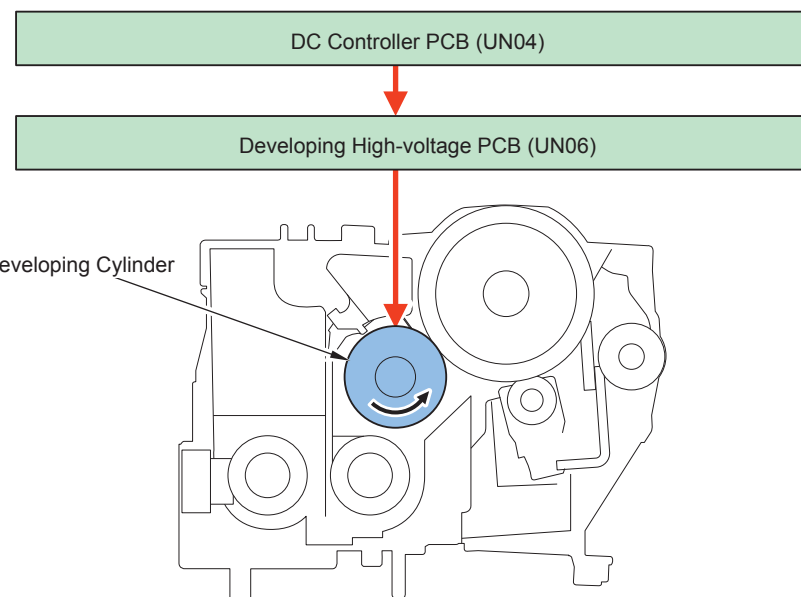 DC Controller PCB (UN04)
Developing High-voltage PCB (UN06)
eveloping Cylinder